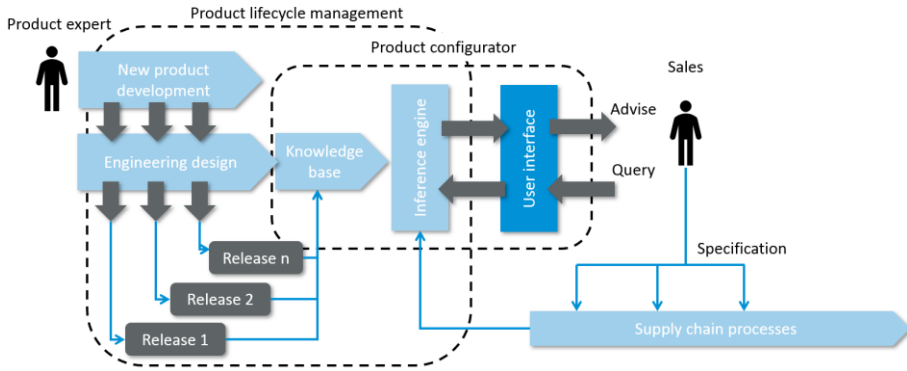 Product lifecycle management
Product expert
Product configurator
New product
development
Sales
Advise
Engineering design
Knowledge
base
Inference engine
User interface
Query
Release n
Specification
Release 2
Release 1
Supply chain processes